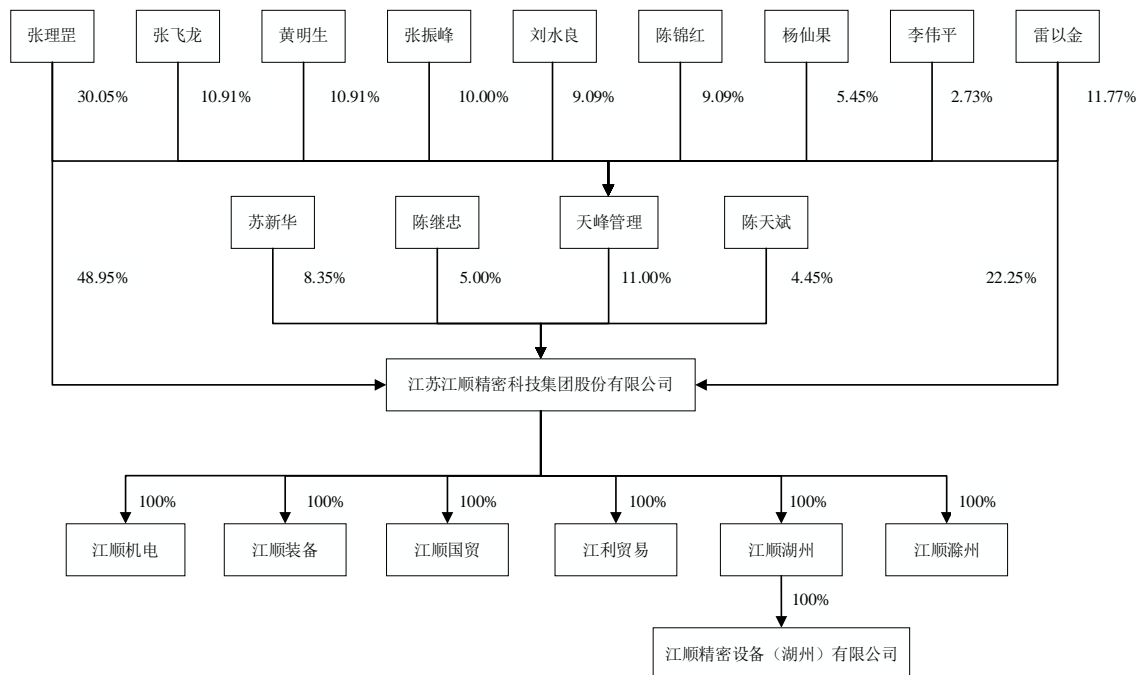 张理罡
张飞龙
黄明生
张振峰
刘水良
陈锦红
杨仙果
李伟平
雷以金
30.05%
10.91%
10.91%
10.00%
9.09%
9.09%
5.45%
2.73%
11.77%
苏新华
陈继忠
天峰管理
陈天斌
48.95%
8.35%
5.00%
11.00%
4.45%
22.25%
江苏江顺精密科技集团股份有限公司
100%
100%
100%
100%
100%
100%
江顺机电
江顺装备
江顺国贸
江利贸易
江顺湖州
江顺滁州
100%
江顺精密设备（湖州）有限公司